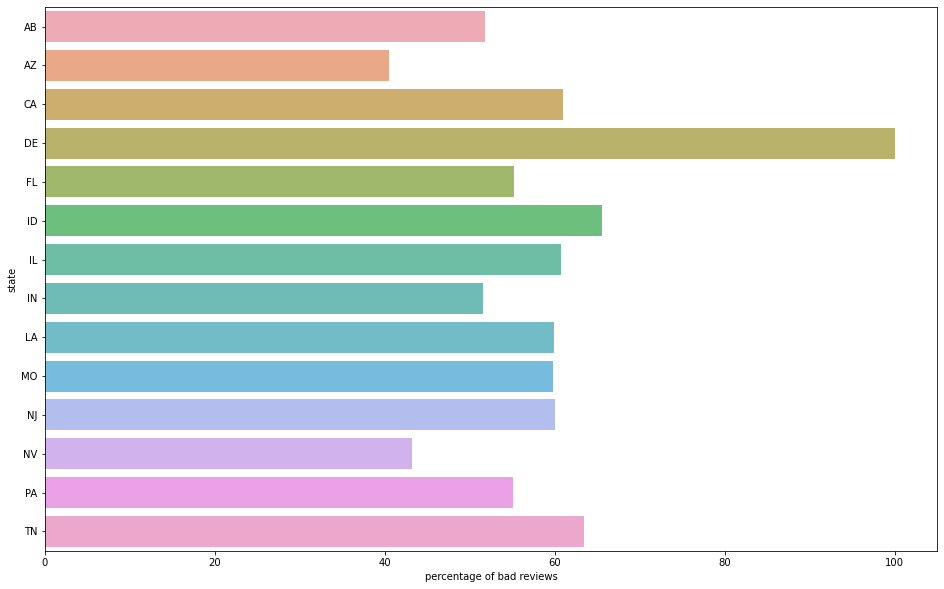 AB
AZ
CA
DE
FL
ID
IL
IN
LA
MO
NJ
NV
PA
TN
state
0 20 40 60 80 100
percentage of bad reviews